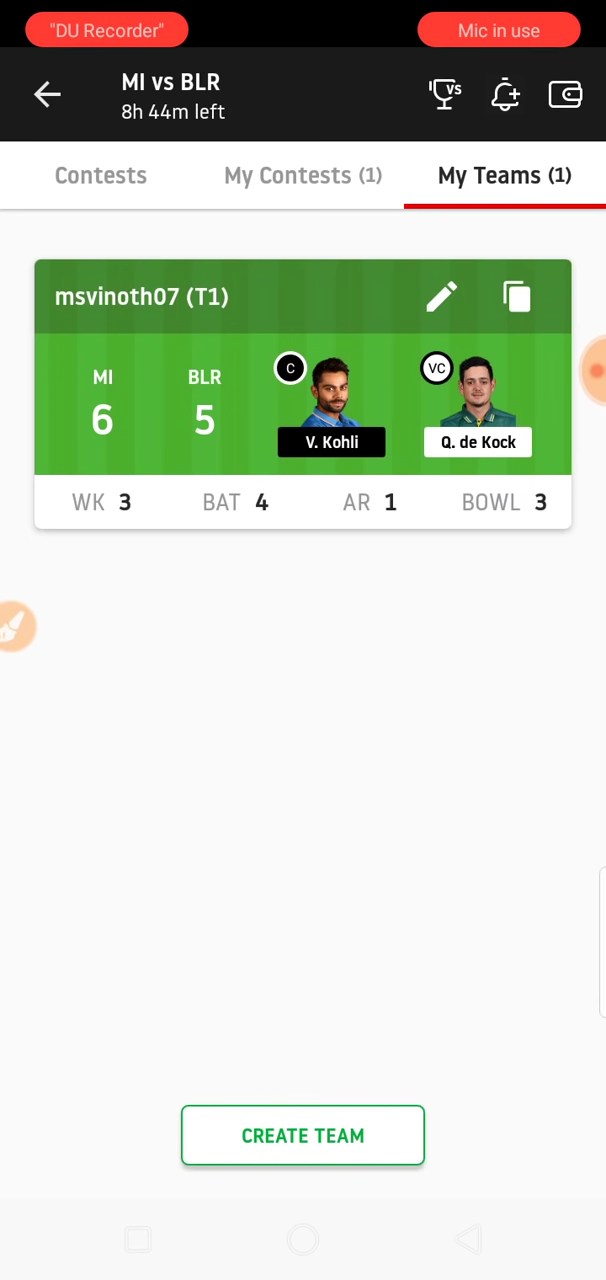 "DU Recorder" Mic in use
MI vs BLR
8h 44m left
VS
Contests My Contests (1) My Teams (1)
msvinoth07 (T1)
C VC
MI BLR
6 5
V. Kohli Q. de Kock
WK 3 BAT 4 AR 1 BOWL 3
CREATE TEAM